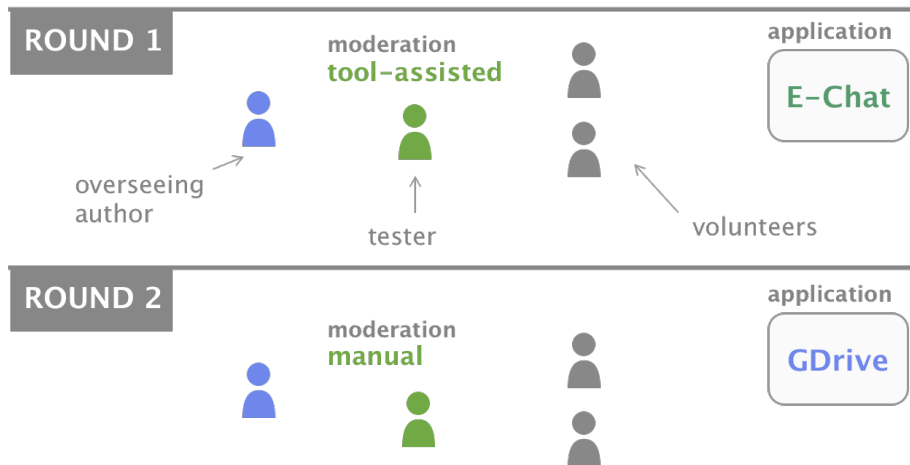 ROUND 1
moderation
tool-assisted
application
E-Chat
overseeing
author
tester
volunteers
ROUND 2
moderation
manual
application
GDrive